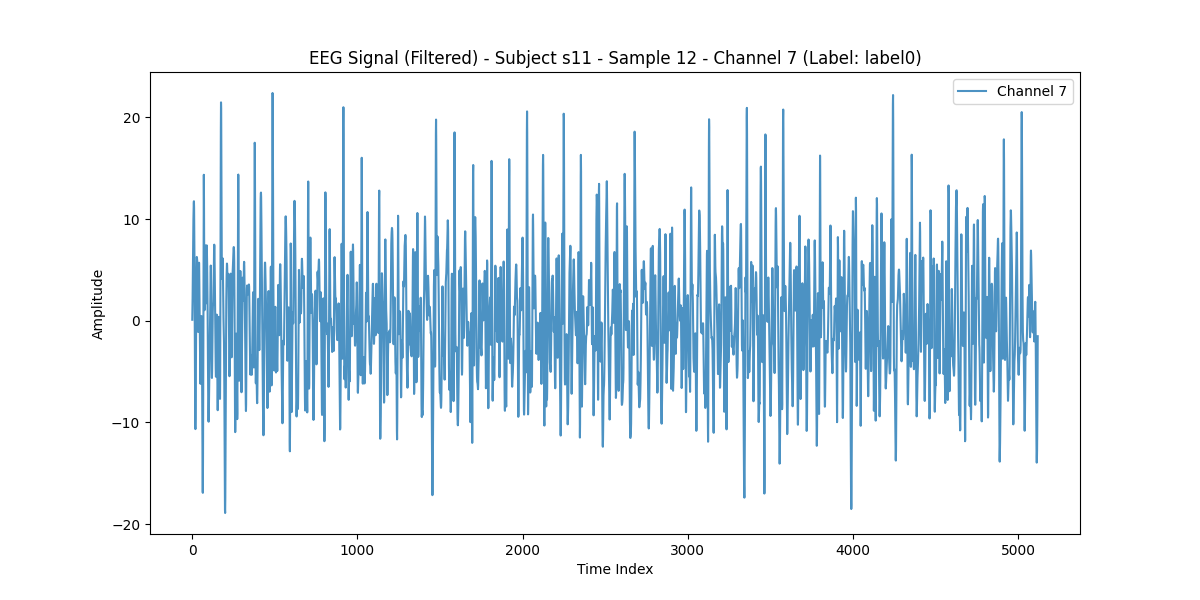 EEG Signal (Filtered) - Subject s11 - Sample 12 - Channel 7 (Label: label0)
Channel 7
20
10
0
−10
−20
Amplitude
0 1000 2000 3000 4000 5000
Time Index